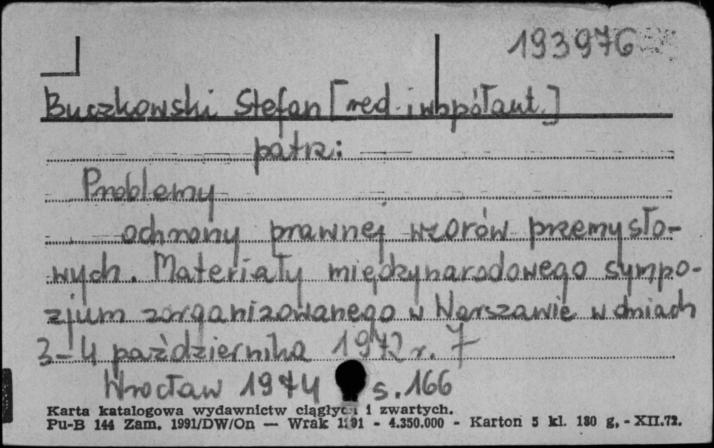 193976
Buczkowski Stefan [red. i współaut.]
patrz:
Problemy
ochrony prawnej wzorów przemysło-
wych. Materiały międzynarodowego sympo-
zjum zorganizowanego w Warszawie w dniach
3-4 października 1972 r.
Wrocław 1974 s. 166
Karta katalogowa wydawnictw ciągłych i zwartych.
Pu-B 144 Zam. 1991/DW/On — Wrak 1191 - 4.350.000 - Karton 5 kl. 180 g, - XII.72.